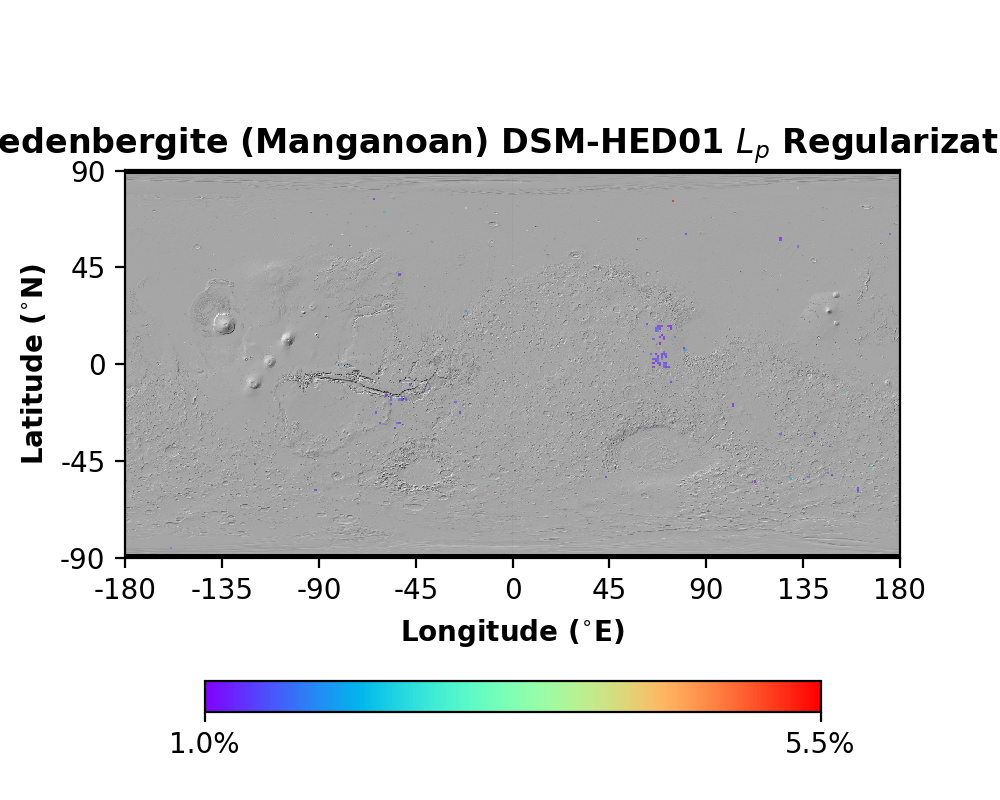 edenbergite (Manganoan) DSM-HED01 Lp Regularizat
90
45
0
-45
-90
Latitude (°N)
-180 -135 -90 -45 0 45 90 135 180
Longitude (°E)
1.0% 5.5%